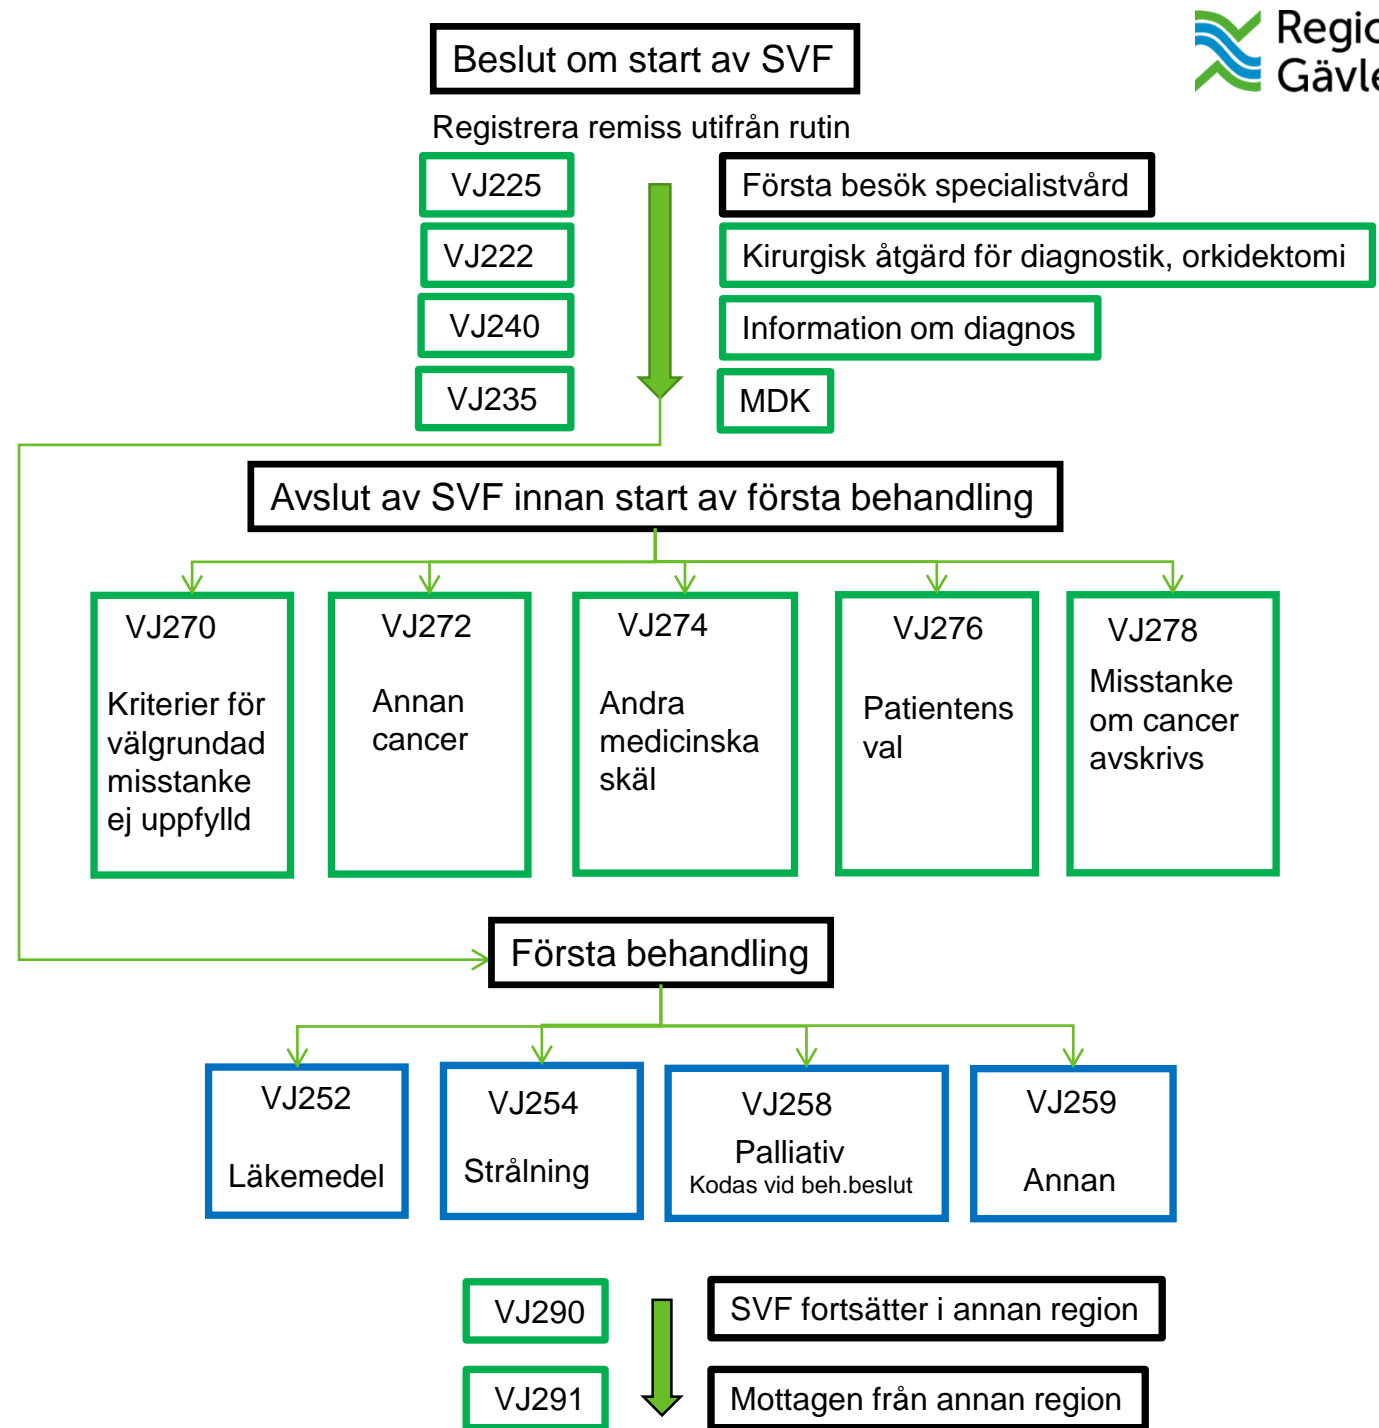 Regio
Gävle
Beslut om start av SVF
Registrera remiss utifrån rutin
VJ225
Första besök specialistvård
VJ222
Kirurgisk åtgärd för diagnostik, orkidektomi
VJ240
Information om diagnos
VJ235
MDK
Avslut av SVF innan start av första behandling
VJ270
Kriterier för
välgrundad
misstanke
ej uppfylld
VJ272
Annan
cancer
VJ274
Andra
medicinska
skäl
VJ276
Patientens
val
VJ278
Misstanke
om cancer
avskrivs
Första behandling
VJ252
Läkemedel
VJ254
Strålning
VJ258
Palliativ
Kodas vid beh.beslut
VJ259
Annan
VJ290
SVF fortsätter i annan region
VJ291
Mottagen från annan region